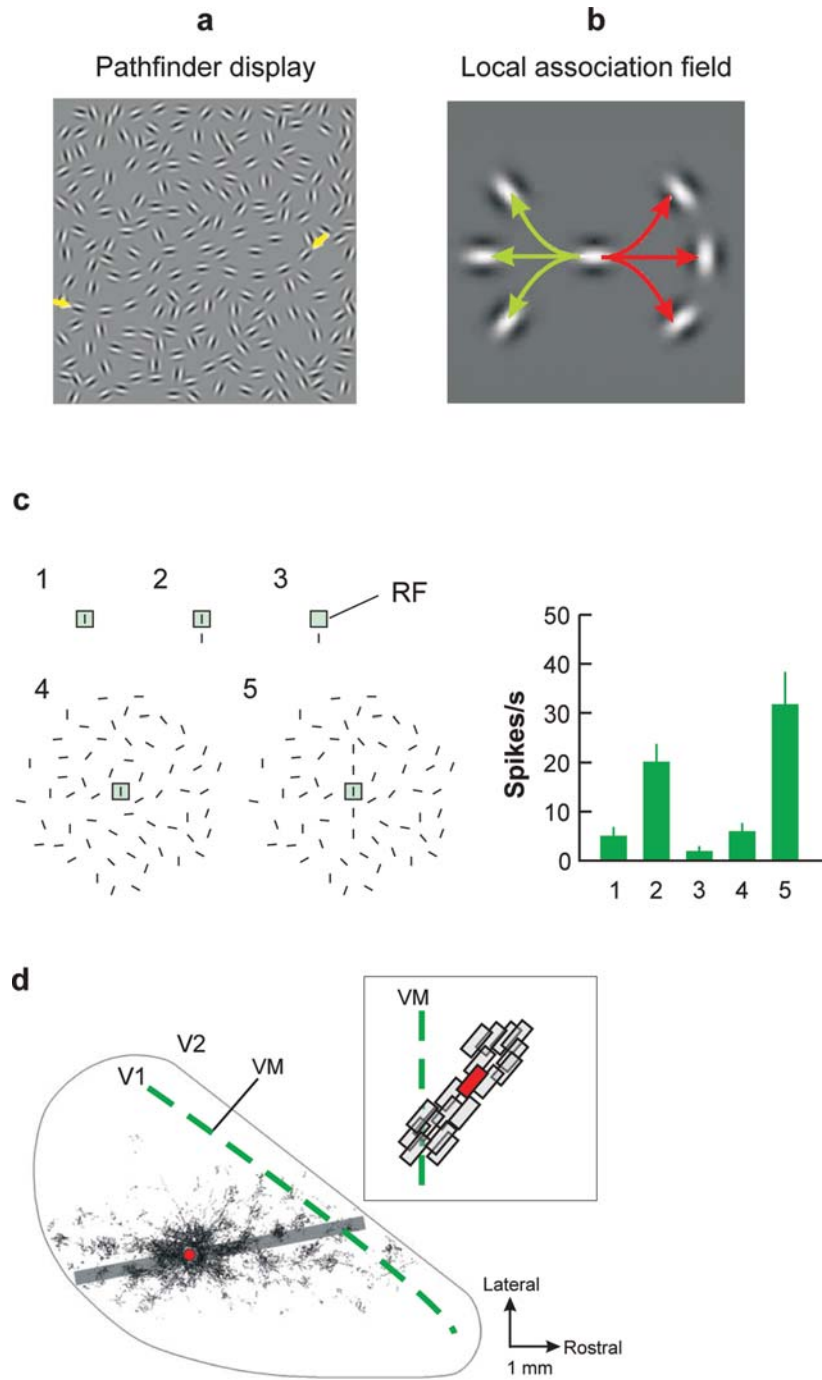 a
Pathfinder display
b
Local association field
c
1
2
3
RF
4
5
50
40
30
20
10
0
Spikes/s
1 2 3 4 5
d
V2
V1
VM
VM
Lateral
Rostral
1 mm